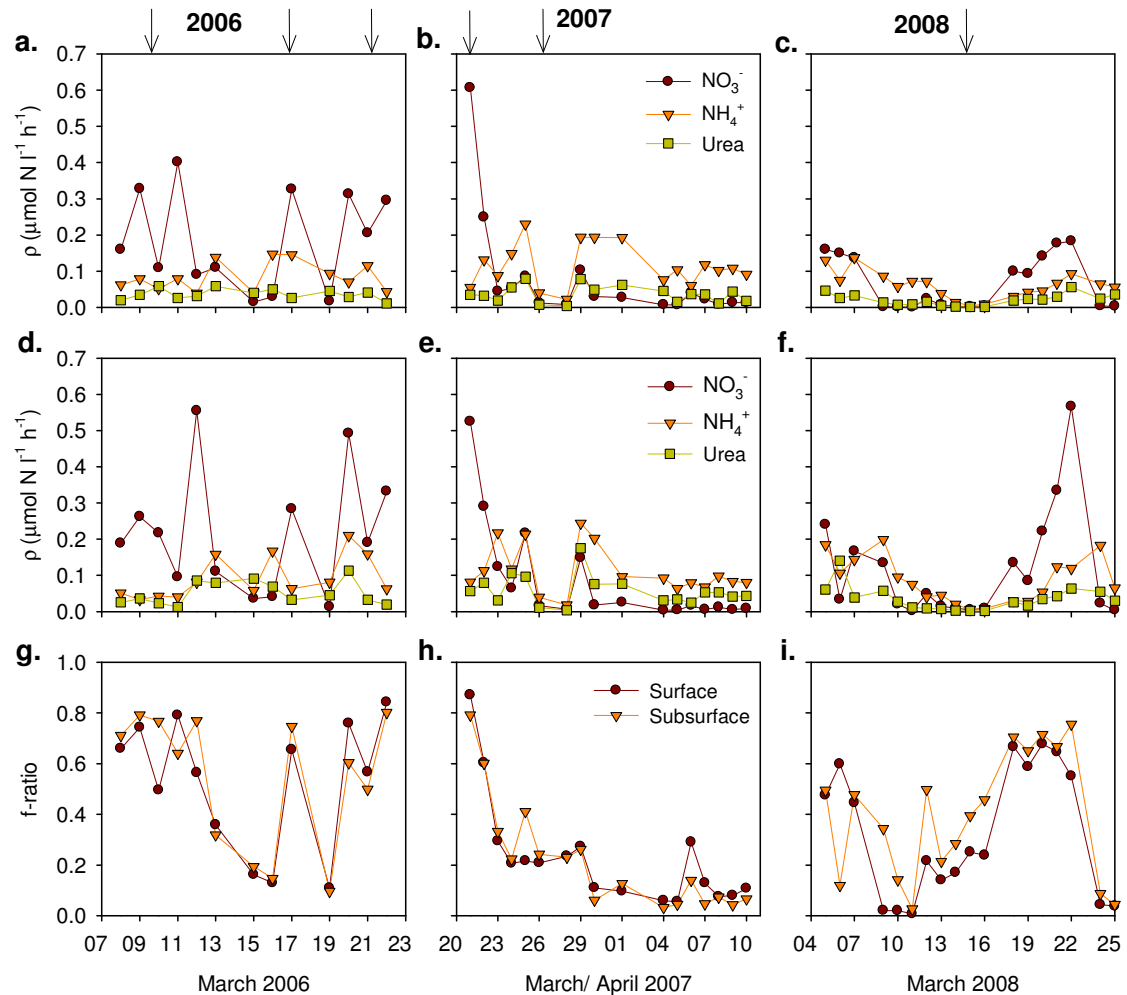 2006
2007
2008
a.
b.
c.
0.7
0.6
0.5
0.4
0.3
0.2
0.1
0.0
ρ (μmol N l⁻¹ h⁻¹)
NO₃⁻
NH₄⁺
Urea
d.
e.
f.
0.7
0.6
0.5
0.4
0.3
0.2
0.1
0.0
ρ (μmol N l⁻¹ h⁻¹)
NO₃⁻
NH₄⁺
Urea
g.
h.
i.
1.0
0.8
0.6
0.4
0.2
0.0
f-ratio
Surface
Subsurface
07 09 11 13 15 17 19 21 23
20 23 26 29 01 04 07 10
04 07 10 13 16 19 22 25
March 2006
March/ April 2007
March 2008